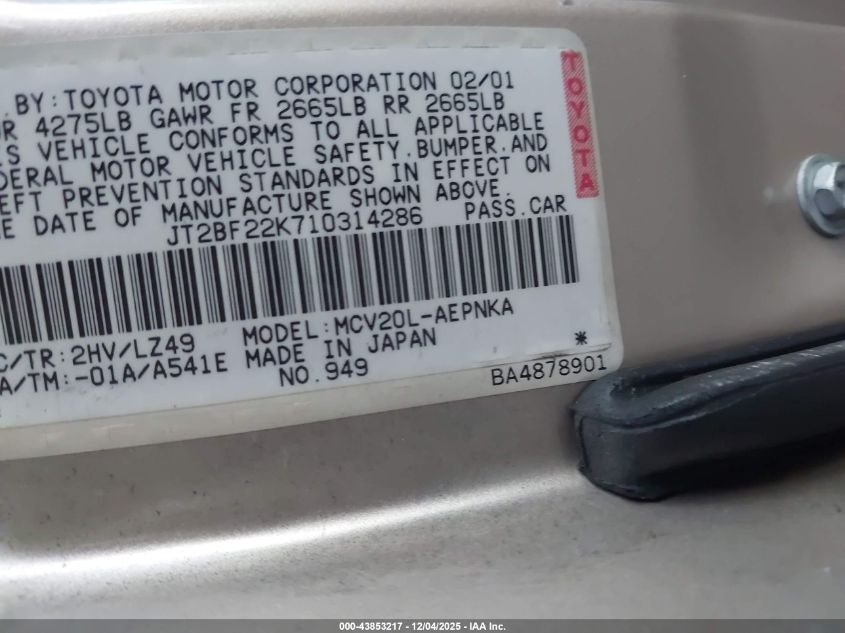 BY: TOYOTA MOTOR CORPORATION 02/01
4275LB GAWR FR 2665LB RR 2665LB
VEHICLE CONFORMS TO ALL APPLICABLE
MOTOR VEHICLE SAFETY, BUMPER, AND
PREVENTION STANDARDS IN EFFECT ON
DATE OF MANUFACTURE SHOWN ABOVE.
JT2BF22K710314286 PASS.CAR
TOYOTA
C/TR: 2HV/LZ49 MODEL: MCV20L-AEPNKA
A/TM: -01A/A541E MADE IN JAPAN *
NO.949 BA4878901
000-43853217 - 12/04/2025 - IAA Inc.